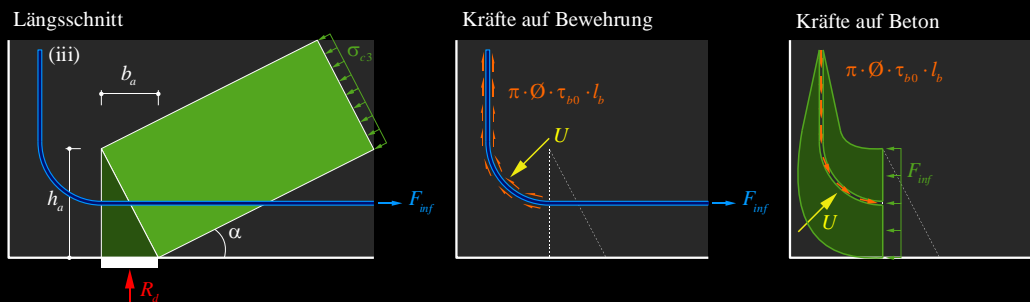 Längsschnitt
(iii)
b_a
σ_c3
h_a
F_inf
α
R_d
Kräfte auf Bewehrung
π·Ø·τ_b0·l_b
U
F_inf
Kräfte auf Beton
π·Ø·τ_b0·l_b
F_inf
U